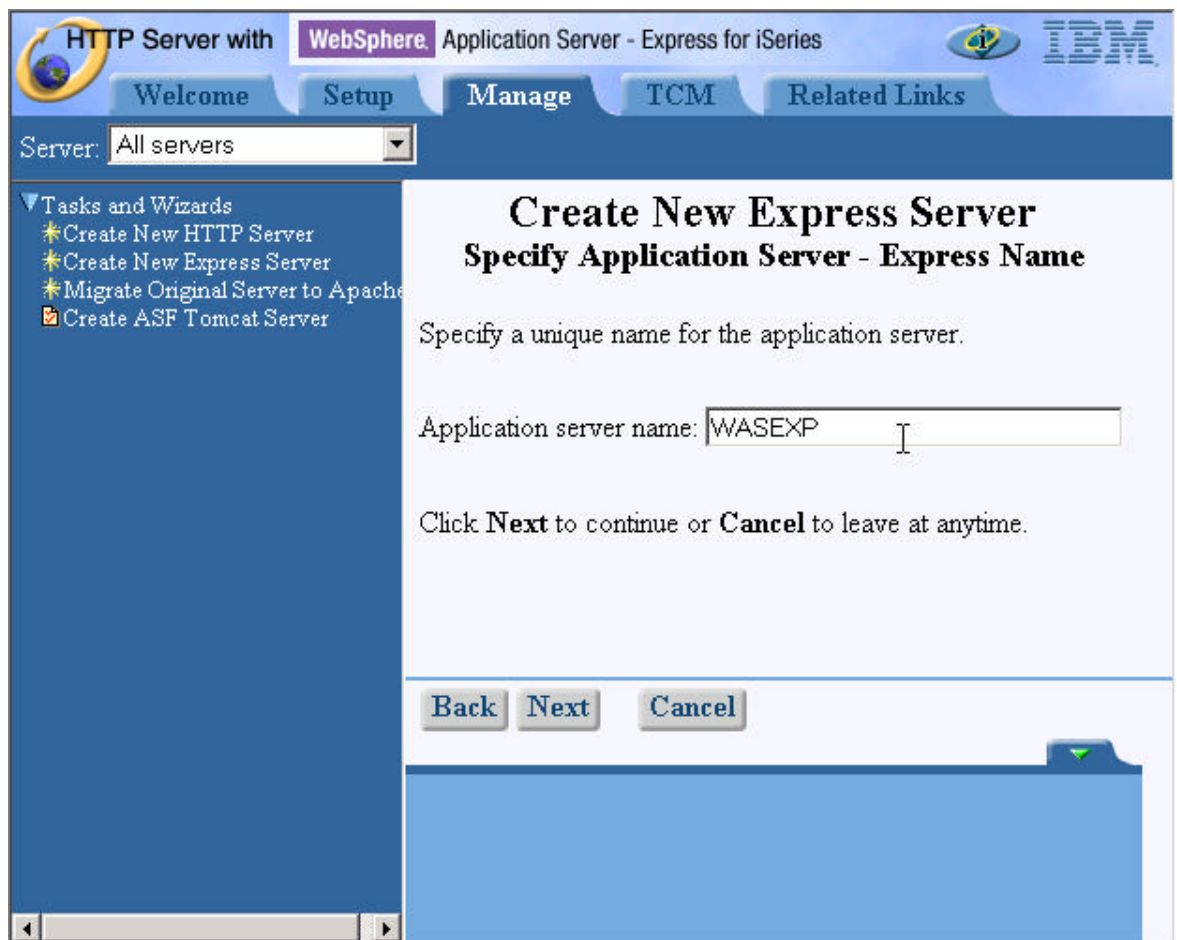 HTTP Server with WebSphere. Application Server - Express for iSeries IBM
Welcome Setup Manage TCM Related Links
Server: All servers
Tasks and Wizards
Create New HTTP Server
Create New Express Server
Migrate Original Server to Apache
Create ASF Tomcat Server
Create New Express Server
Specify Application Server - Express Name
Specify a unique name for the application server.
Application server name: WASEXP
Click Next to continue or Cancel to leave at anytime.
Back Next Cancel